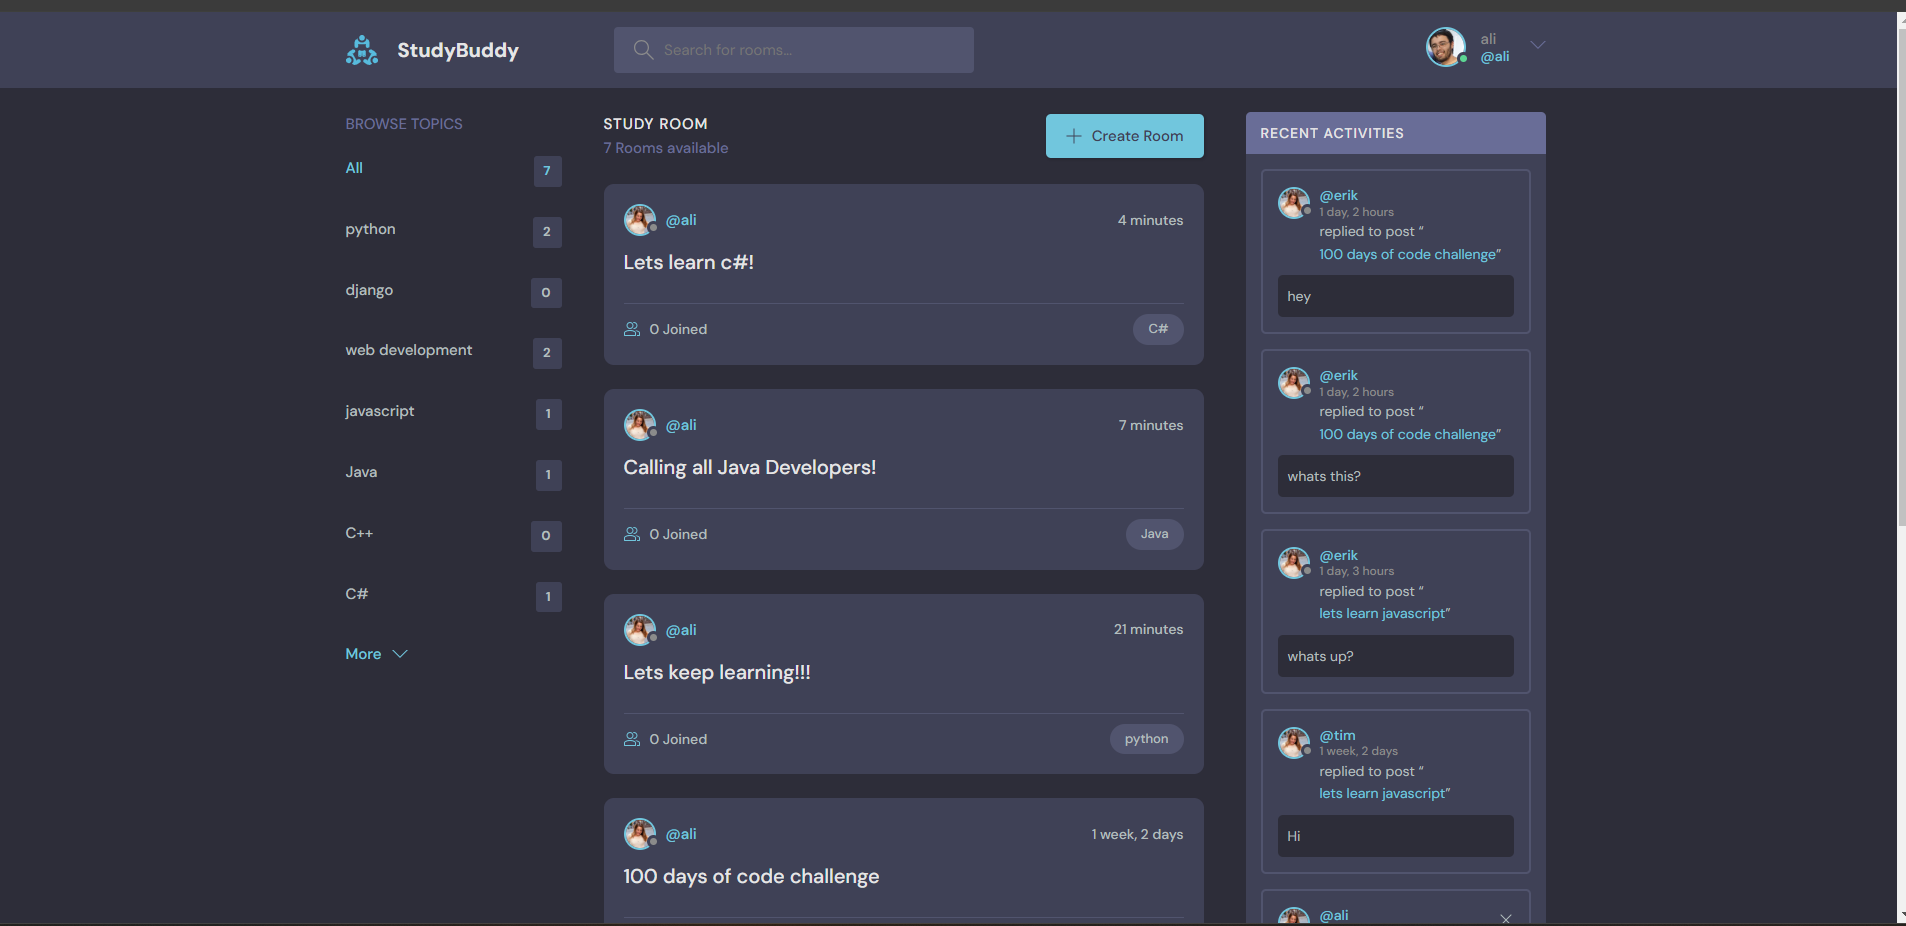 StudyBuddy
Search for rooms...
ali
@ali
BROWSE TOPICS
All 7
python 2
django 0
web development 2
javascript 1
Java 1
C++ 0
C# 1
More
STUDY ROOM
7 Rooms available
Create Room
@ali 4 minutes
Lets learn c#!
0 Joined C#
@ali 7 minutes
Calling all Java Developers!
0 Joined Java
@ali 21 minutes
Lets keep learning!!!
0 Joined python
@ali 1 week, 2 days
100 days of code challenge
RECENT ACTIVITIES
@erik
1 day, 2 hours
replied to post “
100 days of code challenge”
hey
@erik
1 day, 2 hours
replied to post “
100 days of code challenge”
whats this?
@erik
1 day, 3 hours
replied to post “
lets learn javascript”
whats up?
@tim
1 week, 2 days
replied to post “
lets learn javascript”
Hi
@ali